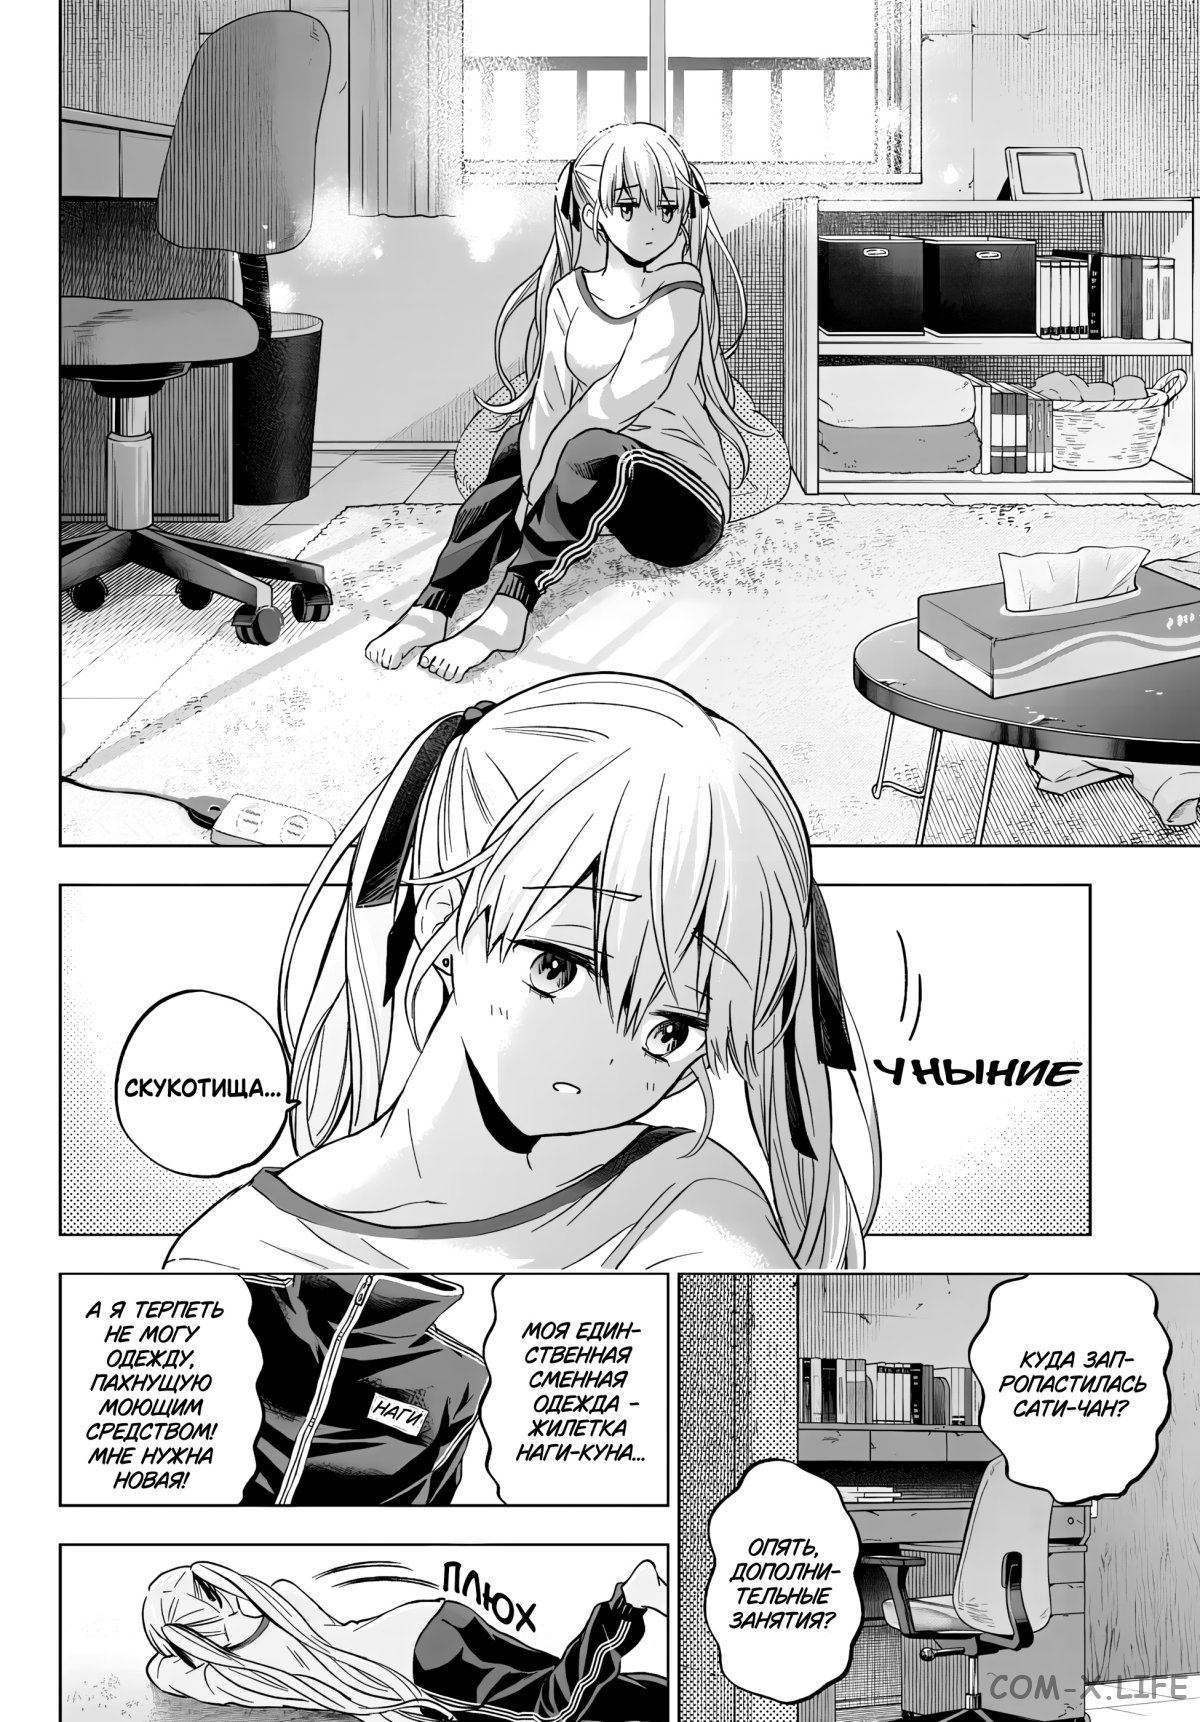 СКУКОТИЩА...
УНЫНИЕ
КУДА ЗАП-
РОПАСТИЛАСЬ
САТИ-ЧАН?
ОПЯТЬ,
ДОПОЛНИ-
ТЕЛЬНЫЕ
ЗАНЯТИЯ?
МОЯ ЕДИН-
СТВЕННАЯ
СМЕННАЯ
ОДЕЖДА -
ЖИЛЕТКА
НАГИ-КУНА...
НАГИ
А Я ТЕРПЕТЬ
НЕ МОГУ
ОДЕЖДУ,
ПАХНУЩУЮ
МОЮЩИМ
СРЕДСТВОМ!
МНЕ НУЖНА
НОВАЯ!
ПЛЮХ
COM-X.LIFE